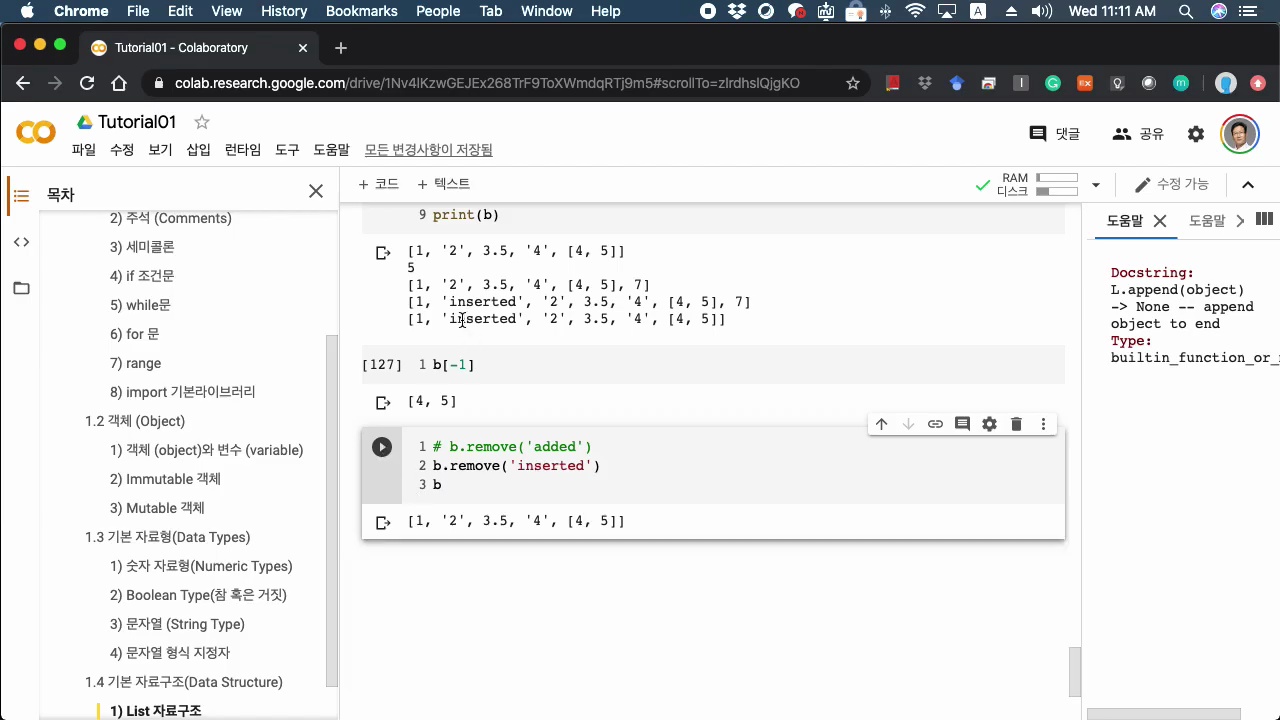 Chrome File Edit View History Bookmarks People Tab Window Help Wed 11:11 AM
Tutorial01 - Colaboratory
colab.research.google.com/drive/1Nv4lKzwGEJEx268TrF9ToXWmdqRTj9m5#scrollTo=zlrdhslQjgKO
Tutorial01
댓글
공유
파일 수정 보기 삽입 런타임 도구 도움말 모든 변경사항이 저장됨
목차
+ 코드 + 텍스트
RAM
디스크
수정 가능
2) 주석 (Comments)
3) 세미콜론
4) if 조건문
5) while문
6) for 문
7) range
8) import 기본라이브러리
1.2 객체 (Object)
1) 객체 (object)와 변수 (variable)
2) Immutable 객체
3) Mutable 객체
1.3 기본 자료형(Data Types)
1) 숫자 자료형(Numeric Types)
2) Boolean Type(참 혹은 거짓)
3) 문자열 (String Type)
4) 문자열 형식 지정자
1.4 기본 자료구조(Data Structure)
1) List 자료구조
9 print(b)
[1, '2', 3.5, '4', [4, 5]]
5
[1, '2', 3.5, '4', [4, 5], 7]
[1, 'inserted', '2', 3.5, '4', [4, 5], 7]
[1, 'inserted', '2', 3.5, '4', [4, 5]]
[127] 1 b[-1]
[4, 5]
1 # b.remove('added')
2 b.remove('inserted')
3 b
[1, '2', 3.5, '4', [4, 5]]
도움말 도움말
Docstring:
L.append(object)
-> None -- append
object to end
Type:
builtin_function_or_